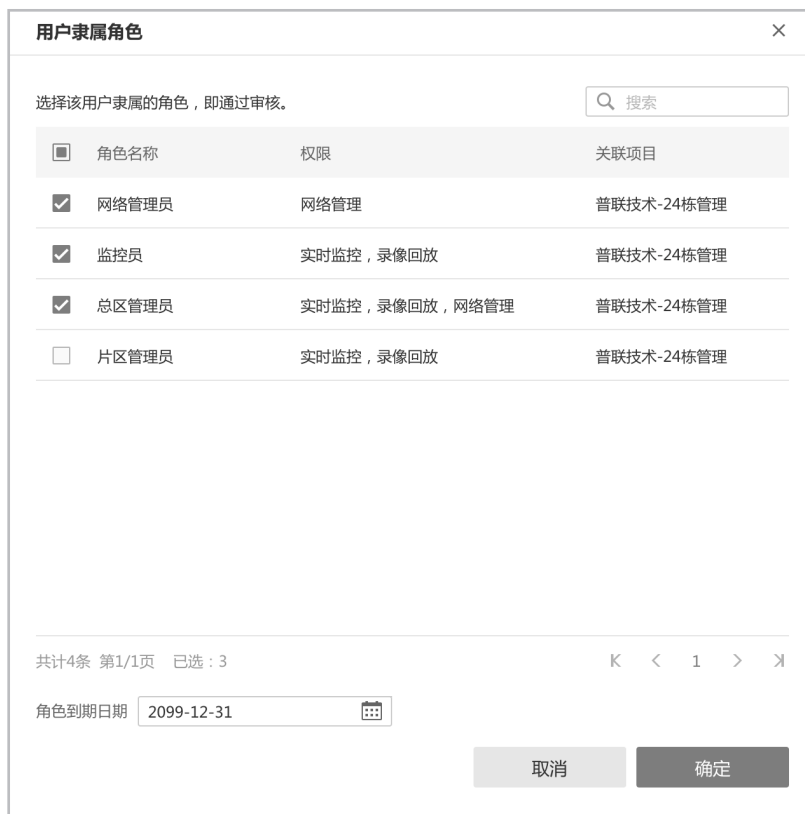 用户隶属角色
选择该用户隶属的角色，即通过审核。 搜索
角色名称 权限 关联项目
网络管理员 网络管理 普联技术-24栋管理
监控员 实时监控，录像回放 普联技术-24栋管理
总区管理员 实时监控，录像回放，网络管理 普联技术-24栋管理
片区管理员 实时监控，录像回放 普联技术-24栋管理
共计4条 第1/1页 已选：3 1
角色到期日期 2099-12-31
取消 确定